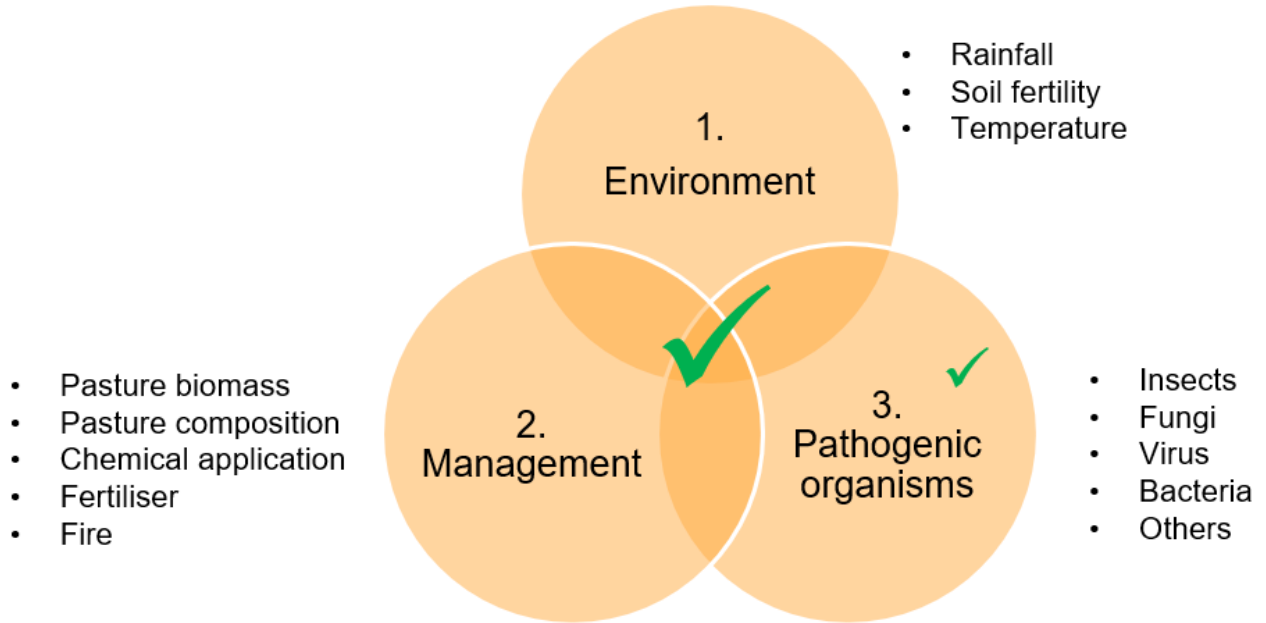 1.
Environment
• Rainfall
• Soil fertility
• Temperature
2.
Management
• Pasture biomass
• Pasture composition
• Chemical application
• Fertiliser
• Fire
3.
Pathogenic
organisms
• Insects
• Fungi
• Virus
• Bacteria
• Others